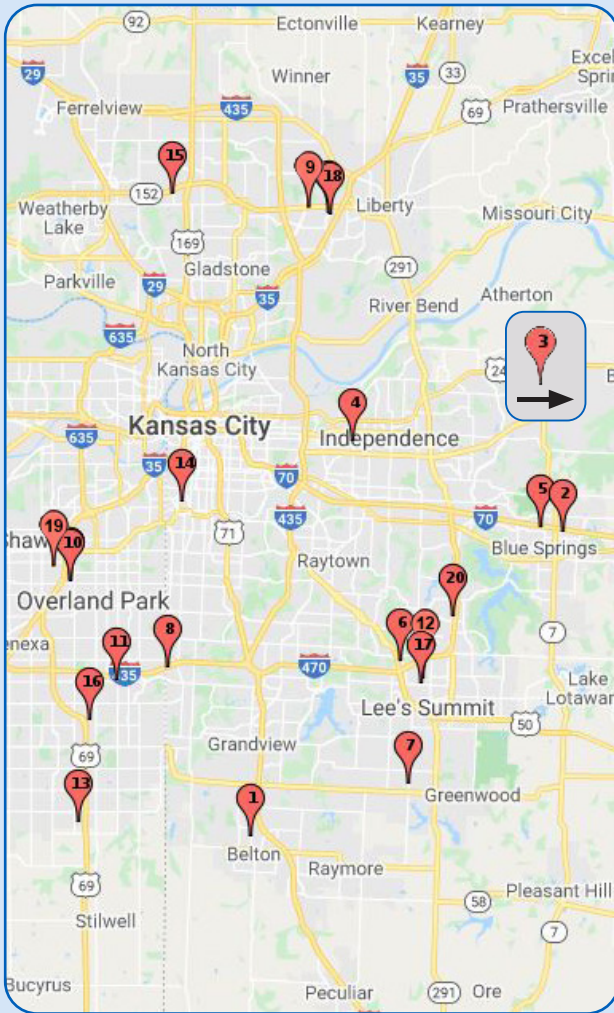 92
Ectonville
Kearney
29
Winner
35
33
Excel
Sprin
Ferrelview
435
69
Prathersville
15
9
18
152
Weatherby
Lake
Liberty
Missouri City
169
Parkville
Gladstone
29
35
291
Atherton
River Bend
635
North
Kansas City
3
24
4
Kansas City
Independence
635
35
14
70
5
2
435
70
71
19
Shaw
10
Blue Springs
Raytown
20
Overland Park
6
12
8
7
enexa
11
17
435
470
16
Lake
Lotawan
Lee's Summit
50
69
Grandview
7
13
1
Greenwood
Belton
Raymore
69
58
Pleasant Hill
Stilwell
7
Bucyrus
Peculiar
291
Ore